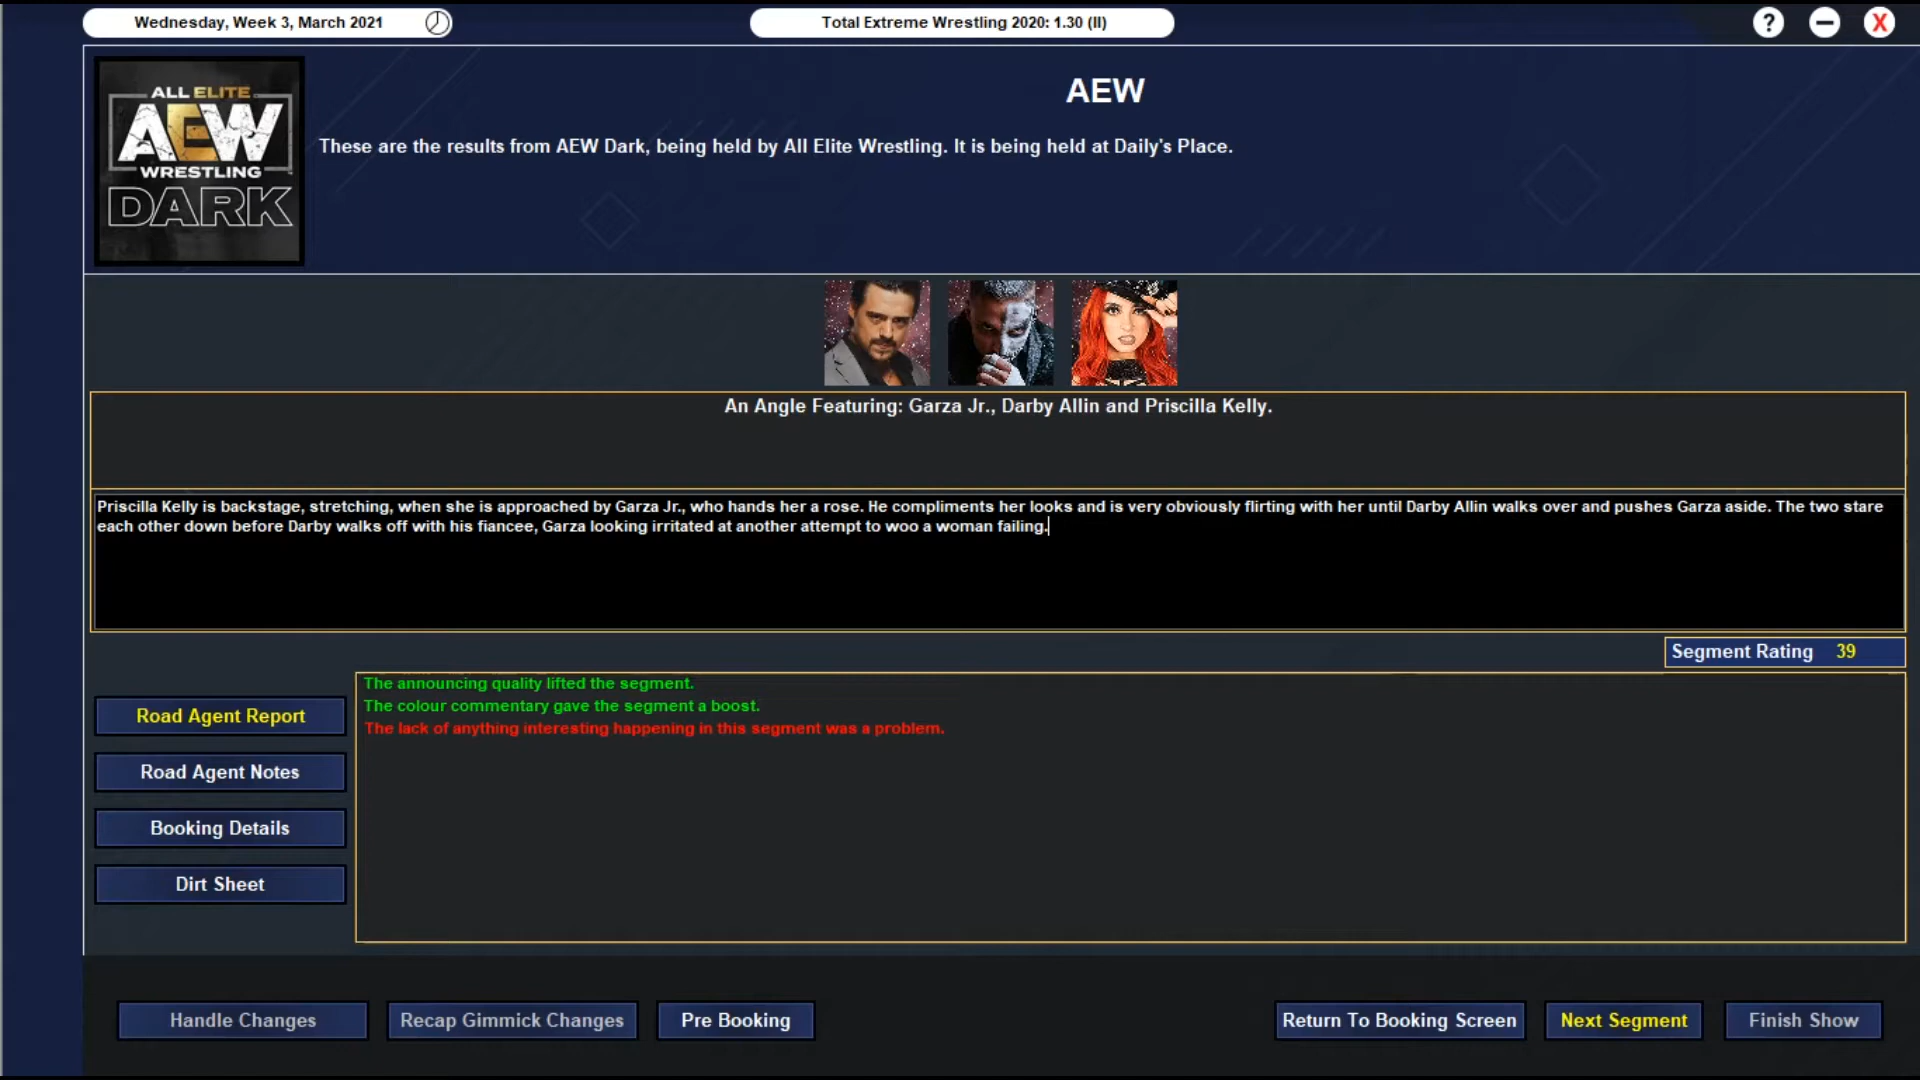 Wednesday, Week 3, March 2021
Total Extreme Wrestling 2020: 1.30 (II)
?
X
ALL ELITE
AEW
WRESTLING
DARK
AEW
These are the results from AEW Dark, being held by All Elite Wrestling. It is being held at Daily's Place.
An Angle Featuring: Garza Jr., Darby Allin and Priscilla Kelly.
Priscilla Kelly is backstage, stretching, when she is approached by Garza Jr., who hands her a rose. He compliments her looks and is very obviously flirting with her until Darby Allin walks over and pushes Garza aside. The two stare
each other down before Darby walks off with his fiancee, Garza looking irritated at another attempt to woo a woman failing.
Segment Rating 39
The announcing quality lifted the segment.
The colour commentary gave the segment a boost.
The lack of anything interesting happening in this segment was a problem.
Road Agent Report
Road Agent Notes
Booking Details
Dirt Sheet
Handle Changes
Recap Gimmick Changes
Pre Booking
Return To Booking Screen
Next Segment
Finish Show